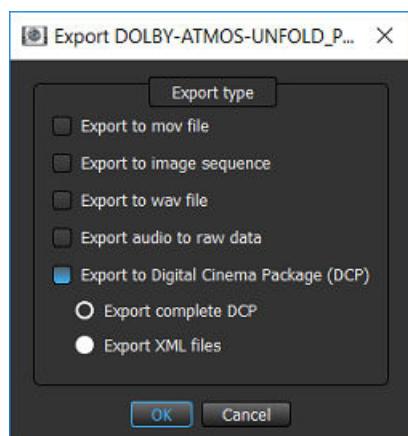 Export DOLBY-ATMOS-UNFOLD_P...
Export type
Export to mov file
Export to image sequence
Export to wav file
Export audio to raw data
Export to Digital Cinema Package (DCP)
Export complete DCP
Export XML files
OK Cancel